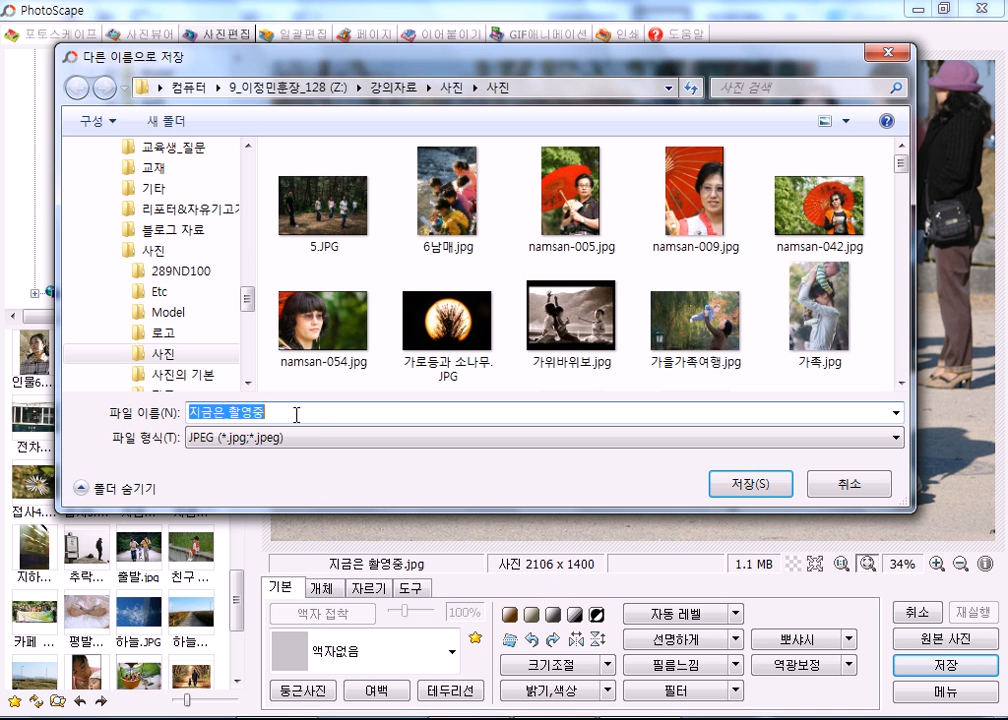 PhotoScape
포토스케이프 사진뷰어 사진편집 일괄편집 페이지 이어붙이기 GIF애니메이션 인쇄 도움말
다른 이름으로 저장
컴퓨터 9_이정민훈장_128 (Z:) 강의자료 사진 사진
사진 검색
구성 새 폴더
교육생_질문
교재
기타
리포터&자유기고가
블로그 자료
사진
289ND100
Etc
Model
로고
사진
사진의 기본
5.JPG
6남매.jpg
namsan-005.jpg
namsan-009.jpg
namsan-042.jpg
namsan-054.jpg
가로등과 소나무.
JPG
가위바위보.jpg
가을가족여행.jpg
가족.jpg
파일 이름(N): 지금은 촬영중
파일 형식(T): JPEG (*.jpg;*.jpeg)
폴더 숨기기
저장(S) 취소
인물6...
전차...
접사4...
지하... 추락... 출발.jpg 친구 ...
카페 ... 평발... 하늘.JPG 하늘...
지금은 촬영중.jpg 사진 2106 x 1400 1.1 MB 34%
기본 개체 자르기 도구
액자 접착 100%
액자없음
둥근사진 여백 테두리선
자동 레벨
선명하게 뽀샤시
크기조절 필름느낌 역광보정
밝기,색상 필터
취소 재실행
원본 사진
저장
메뉴